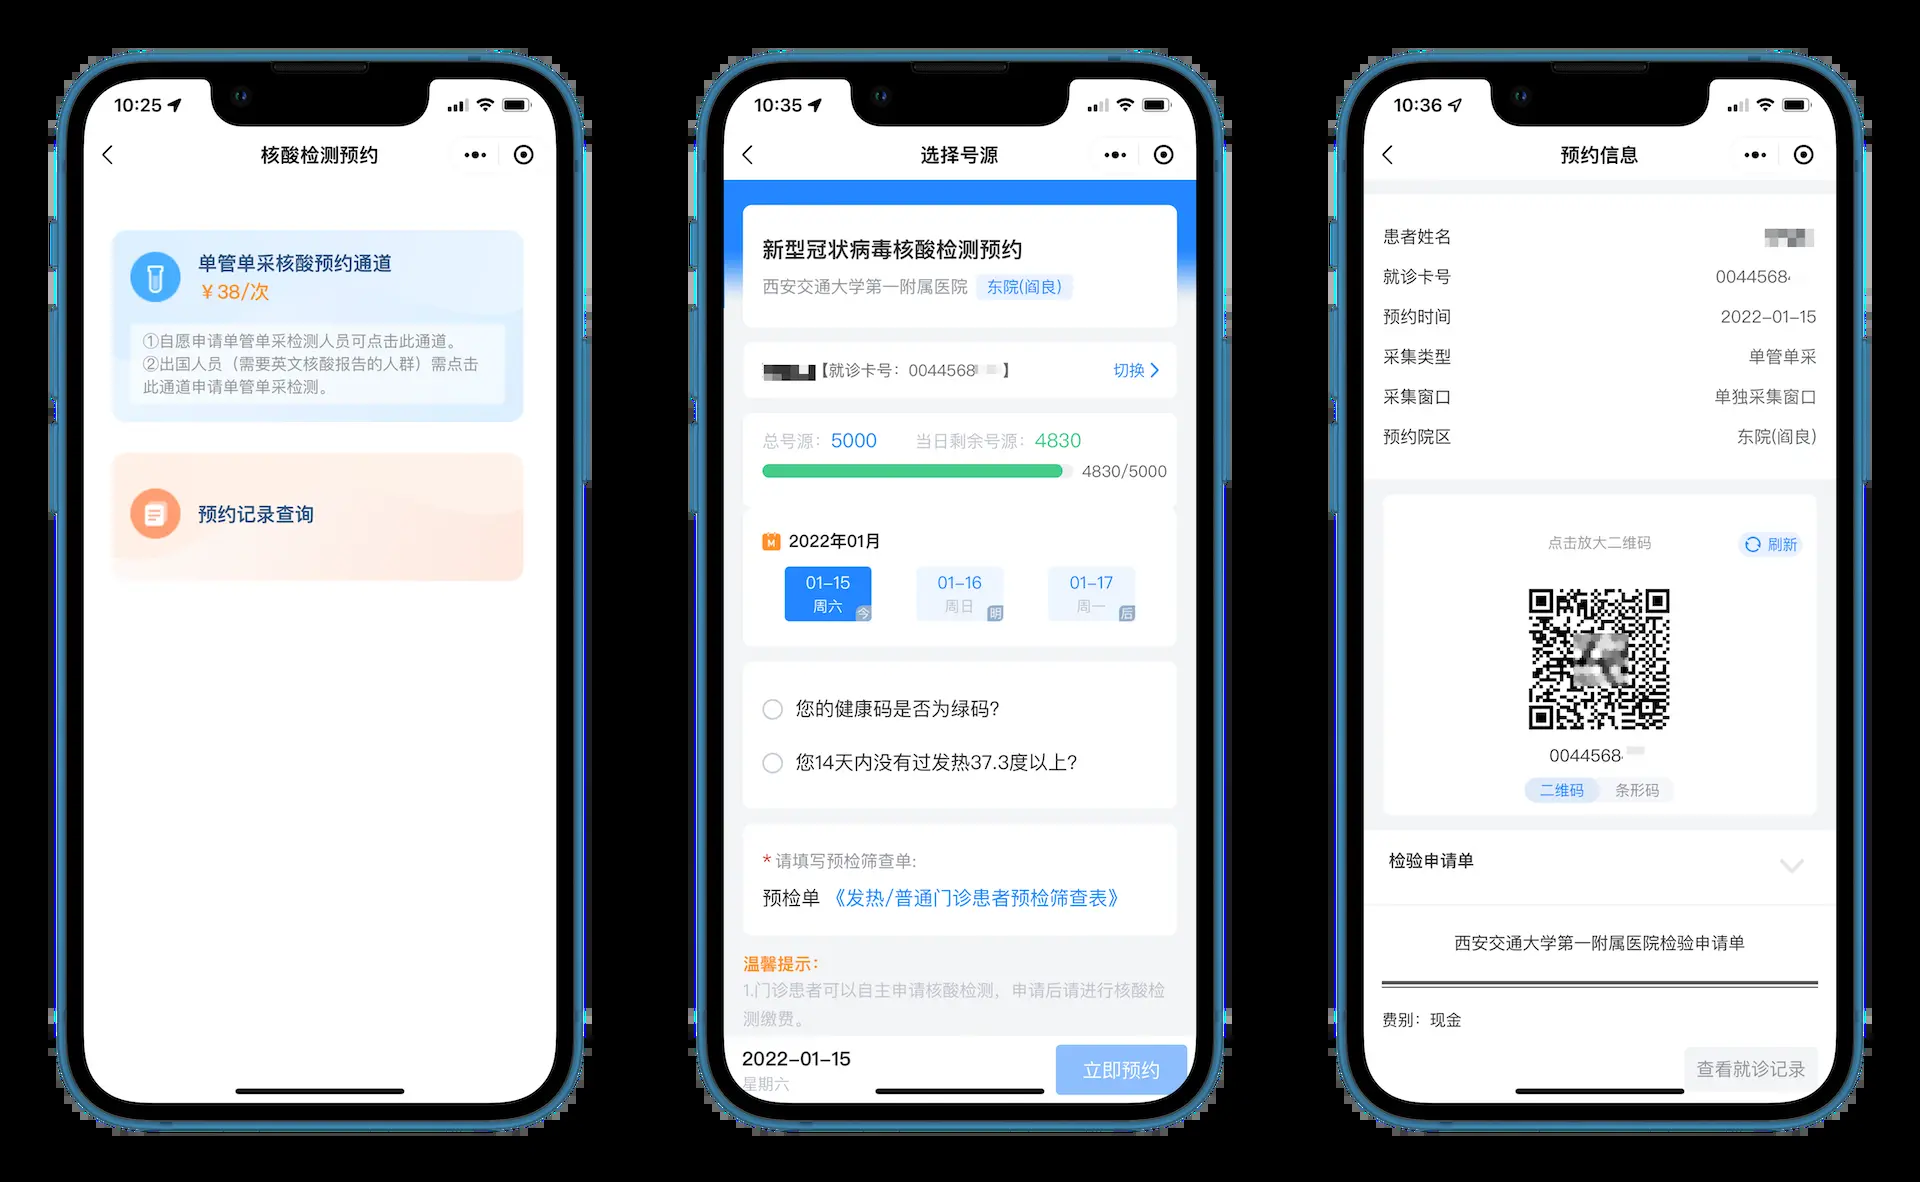 10:25
核酸检测预约
单管单采核酸预约通道
¥38/次
①自愿申请单管单采检测人员可点击此通道。
②出国人员（需要英文核酸报告的人群）需点击
此通道申请单管单采检测。
预约记录查询
10:35
选择号源
新型冠状病毒核酸检测预约
西安交通大学第一附属医院 东院(阎良)
【就诊卡号：0044568 】 切换
总号源：5000 当日剩余号源：4830
4830/5000
M 2022年01月
01-15 01-16 01-17
周六 今 周日 明 周一 后
您的健康码是否为绿码?
您14天内没有过发热37.3度以上?
*请填写预检筛查单:
预检单 《发热/普通门诊患者预检筛查表》
温馨提示：
1.门诊患者可以自主申请核酸检测，申请后请进行核酸检
测缴费。
2022-01-15
星期六
立即预约
10:36
预约信息
患者姓名
就诊卡号 0044568
预约时间 2022-01-15
采集类型 单管单采
采集窗口 单独采集窗口
预约院区 东院(阎良)
点击放大二维码 刷新
0044568
二维码 条形码
检验申请单
西安交通大学第一附属医院检验申请单
费别：现金
查看就诊记录